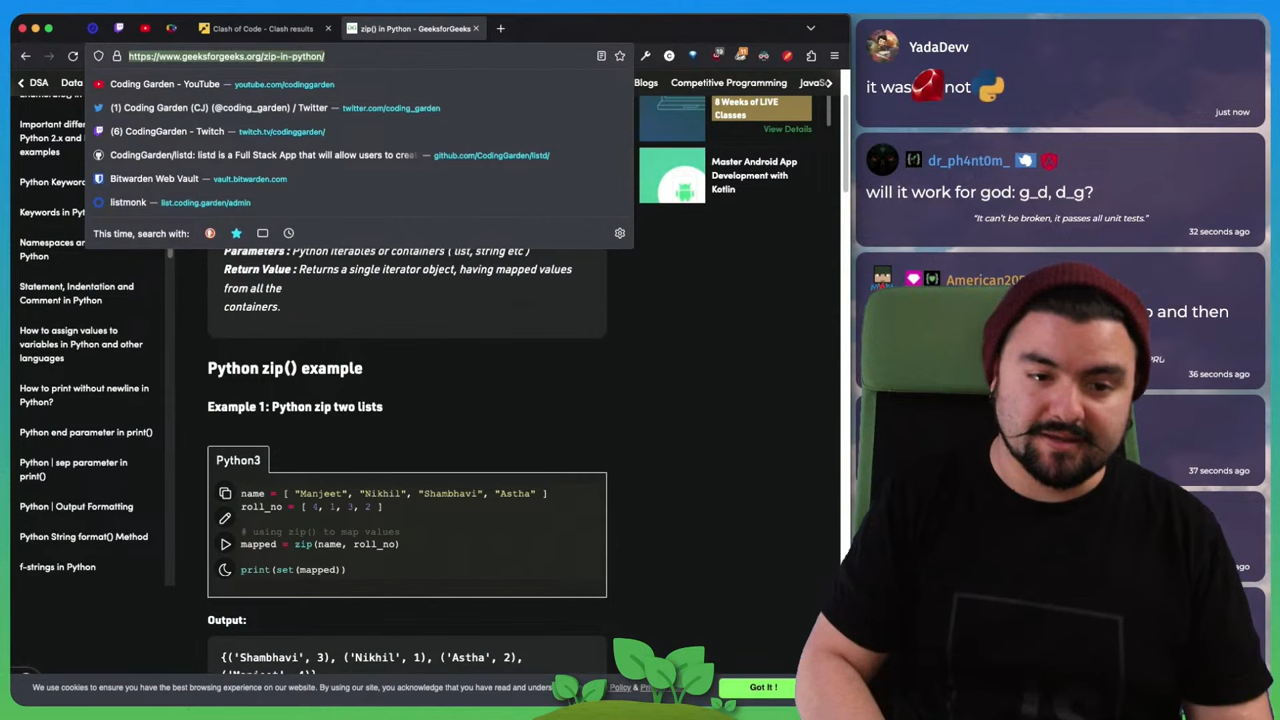 Clash of Code - Clash results
zip() in Python - GeeksforGeeks
https://www.geeksforgeeks.org/zip-in-python/
Coding Garden - YouTube youtube.com/codinggarden
(1) Coding Garden (CJ) (@coding_garden) / Twitter — twitter.com/coding_garden
(6) CodingGarden - Twitch — twitch.tv/codinggarden/
CodingGarden/listd: listd is a Full Stack App that will allow users to crea — github.com/CodingGarden/listd/
Bitwarden Web Vault — vault.bitwarden.com
listmonk — list.coding.garden/admin
This time, search with:
DSA
Blogs
Competitive Programming
JavaSc
Important differ
Python 2.x and
examples
Python Keywor
Keywords in P
Namespaces an
Python
Statement, Indentation and
Comment in Python
How to assign values to
variables in Python and other
languages
How to print without newline in
Python?
Python end parameter in print()
Python | sep parameter in
print()
Python | Output Formatting
Python String format() Method
f-strings in Python
8 Weeks of LIVE
Classes
View Details
Master Android App
Development with
Kotlin
Parameters : Python iterables or containers ( list, string etc )
Return Value : Returns a single iterator object, having mapped values
from all the
containers.
Python zip() example
Example 1: Python zip two lists
Python3
name = [ "Manjeet", "Nikhil", "Shambhavi", "Astha" ]
roll_no = [ 4, 1, 3, 2 ]
# using zip() to map values
mapped = zip(name, roll_no)
print(set(mapped))
Output:
{('Shambhavi', 3), ('Nikhil', 1), ('Astha', 2),
We use cookies to ensure you have the best browsing experience on our website. By using our site, you acknowledge that you have read and unders
Policy &
Got It !
YadaDevv
it was not
just now
dr_ph4nt0m_
will it work for god: g_d, d_g?
"It can't be broken, it passes all unit tests."
32 seconds ago
and then
36 seconds ago
37 seconds ago
seconds ago